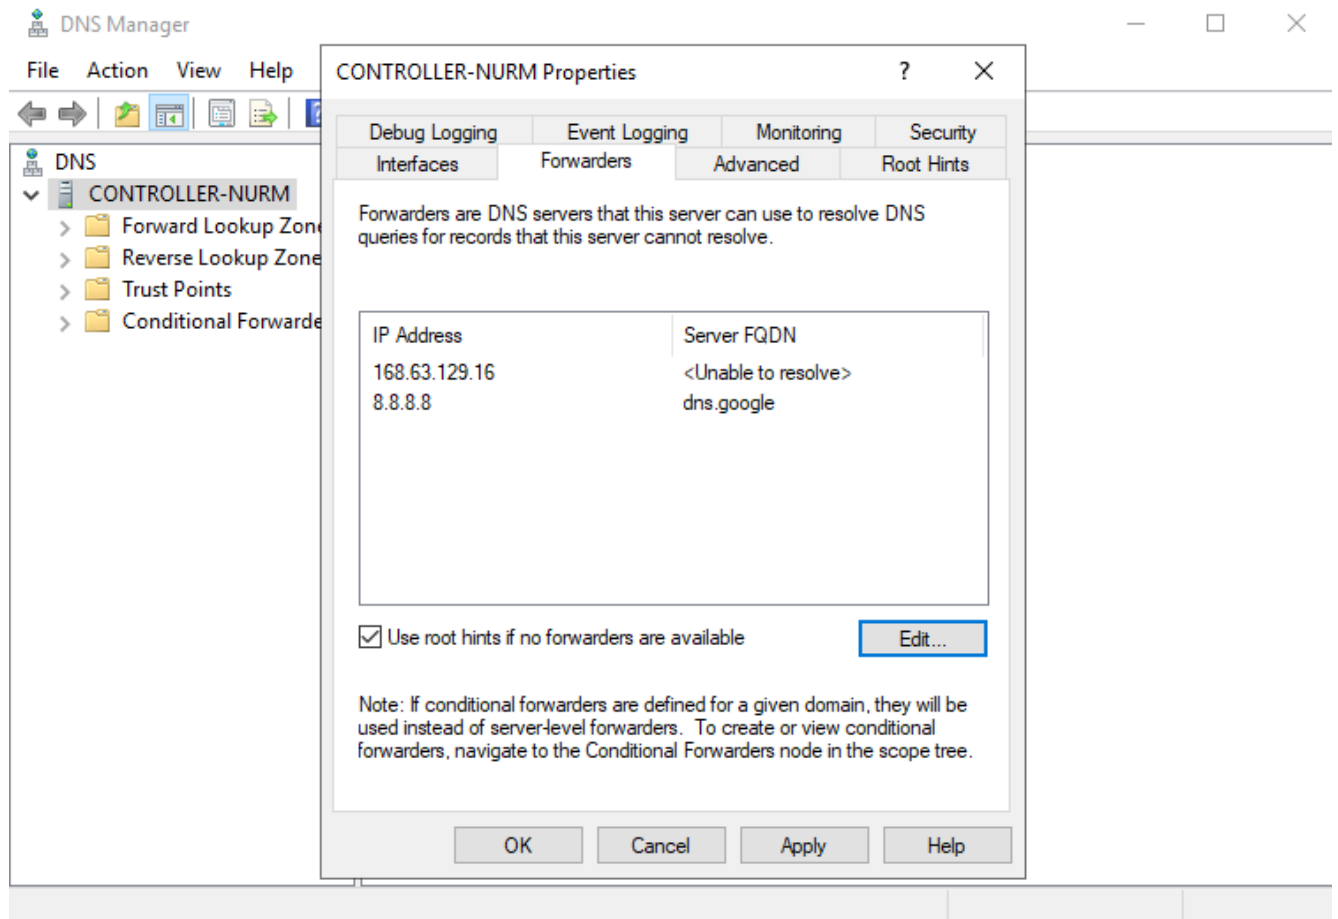 DNS Manager
File Action View Help
DNS
CONTROLLER-NURM
Forward Lookup Zone
Reverse Lookup Zone
Trust Points
Conditional Forwarde
CONTROLLER-NURM Properties
?
Debug Logging Event Logging Monitoring Security
Interfaces Forwarders Advanced Root Hints
Forwarders are DNS servers that this server can use to resolve DNS
queries for records that this server cannot resolve.
IP Address Server FQDN
168.63.129.16 <Unable to resolve>
8.8.8.8 dns.google
Use root hints if no forwarders are available
Edit...
Note: If conditional forwarders are defined for a given domain, they will be
used instead of server-level forwarders. To create or view conditional
forwarders, navigate to the Conditional Forwarders node in the scope tree.
OK Cancel Apply Help